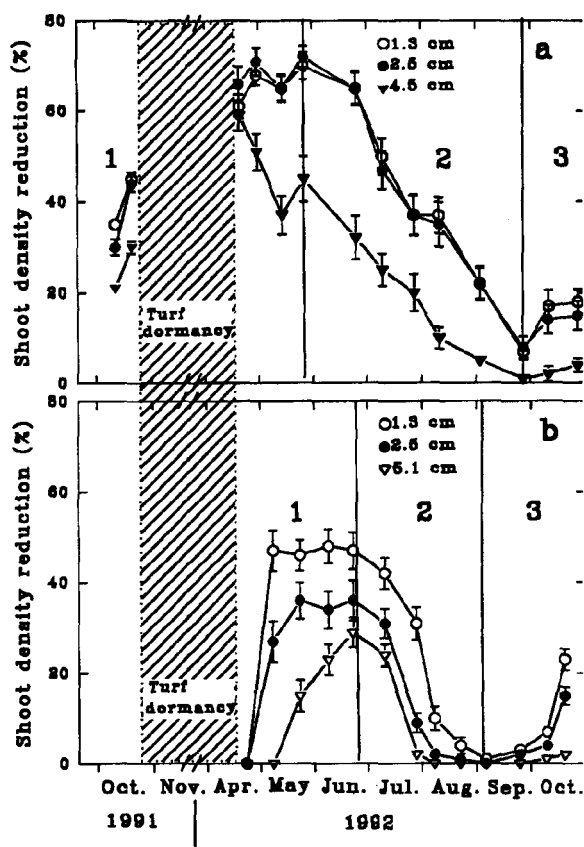 Shoot density reduction (%)
80
60
40
20
0
a
1.3 cm
2.5 cm
4.5 cm
1
2
3
Turf
dormancy
Shoot density reduction (%)
80
60
40
20
0
b
1.3 cm
2.5 cm
5.1 cm
1
2
3
Turf
dormancy
Oct. Nov. Apr. May Jun. Jul. Aug. Sep. Oct.
1991 1992